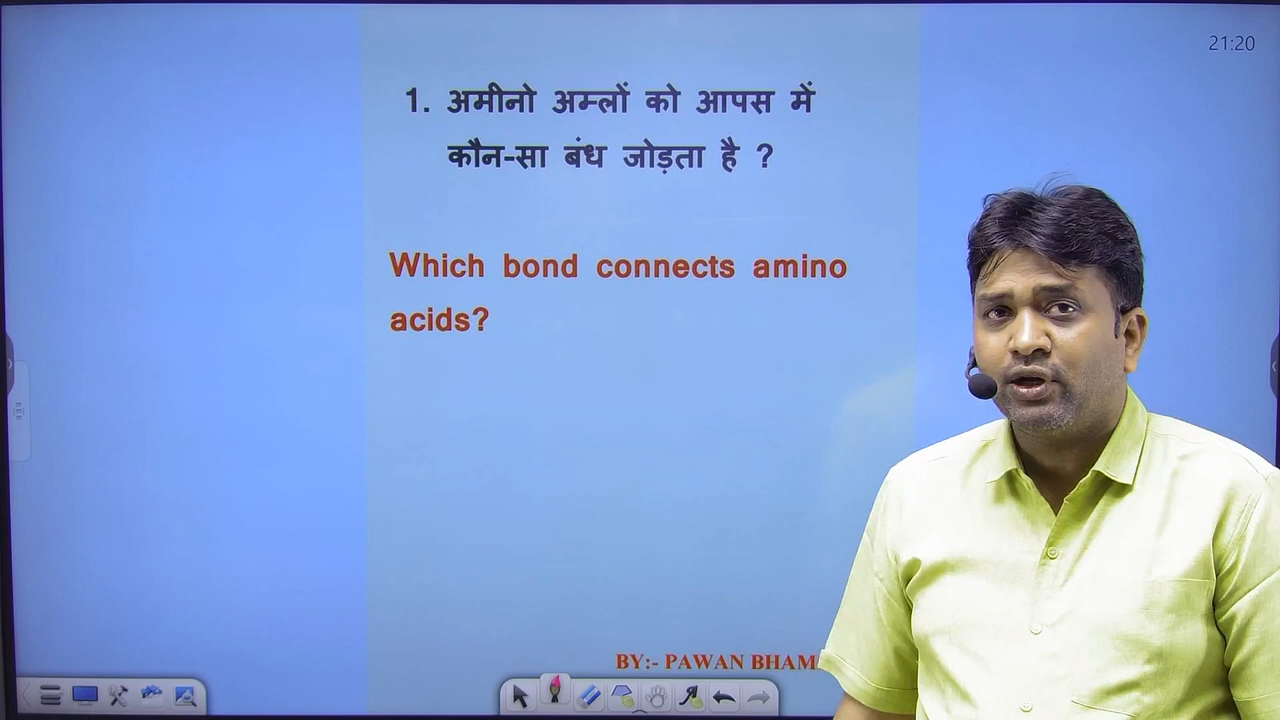 21:20
1. अमीनो अम्लों को आपस में
कौन-सा बंध जोड़ता है ?
Which bond connects amino
acids?
BY:- PAWAN BHAM